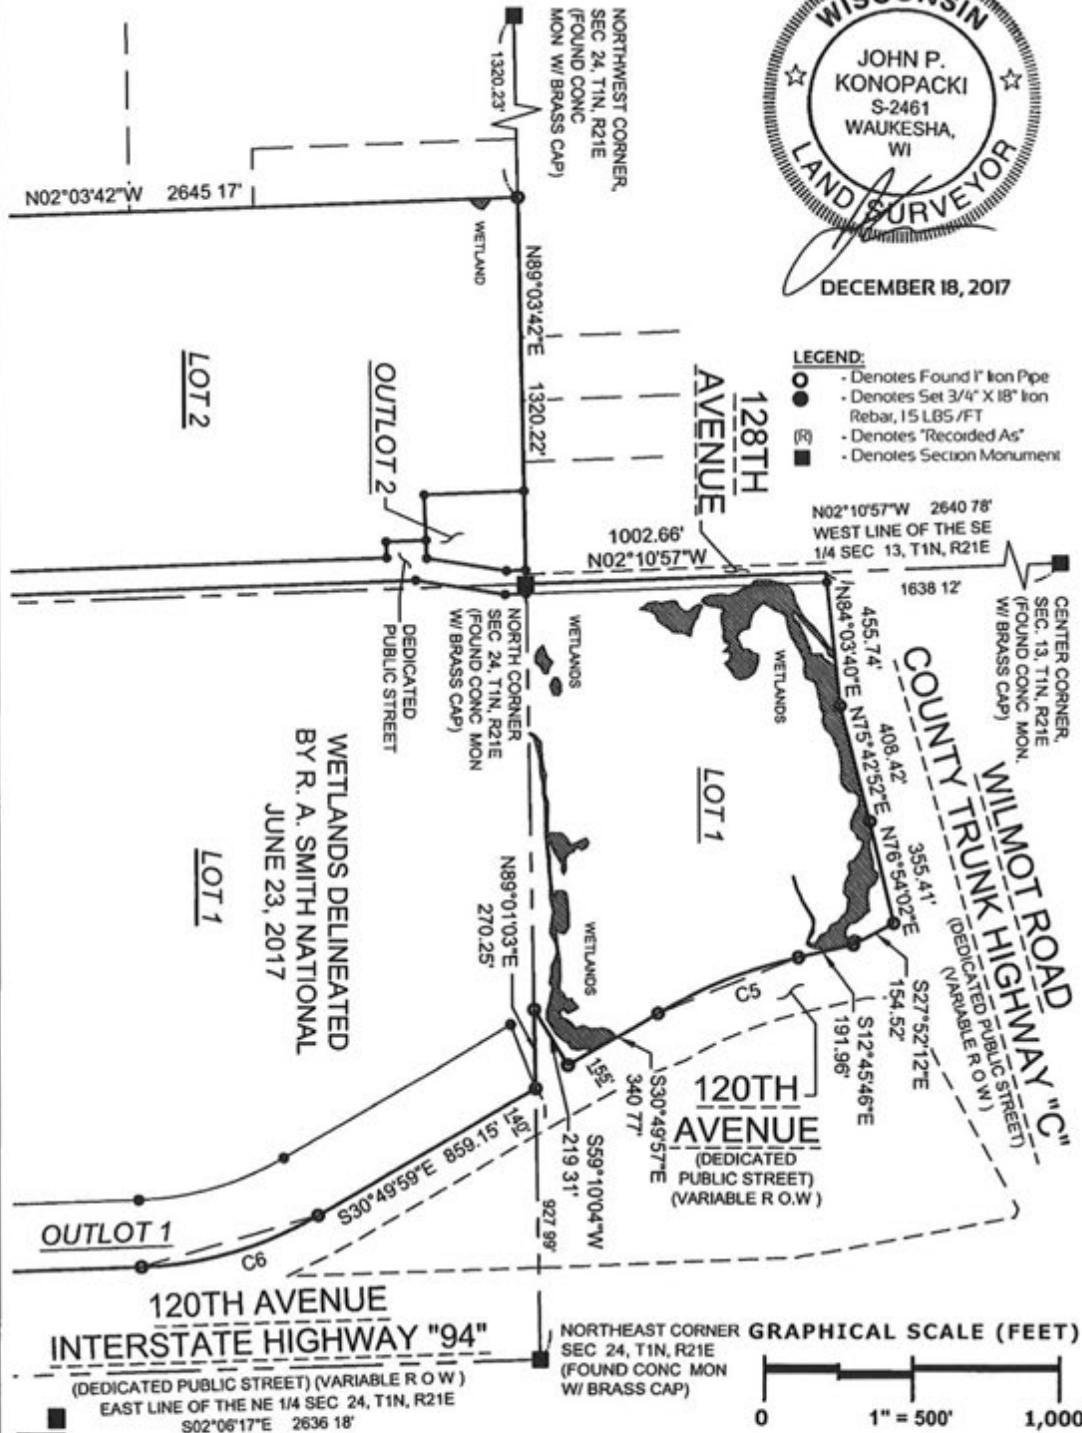 WISCONSIN
JOHN P.
KONOPACKI
S-2461
WAUKESHA,
WI
LAND SURVEYOR
DECEMBER 18, 2017
NORTHWEST CORNER,
SEC 24, T1N, R21E
(FOUND CONC
MON W/ BRASS CAP)
1320.23'
N02°03'42"W 2645 17'
WETLAND
N89°03'42"E 1320.22'
LOT 2
OUTLOT 2
128TH
AVENUE
LEGEND:
- Denotes Found 1" Iron Pipe
- Denotes Set 3/4" X 18" Iron
Rebar, 1 5 LBS /FT
(R) - Denotes "Recorded As"
- Denotes Section Monument
N02°10'57"W 2640 78'
WEST LINE OF THE SE
1/4 SEC 13, T1N, R21E
1002.66'
N02°10'57"W
1638 12'
CENTER CORNER,
SEC. 13, T1N, R21E
(FOUND CONC MON.
W/ BRASS CAP)
N84°03'40"E
455.74'
N75°42'52"E
408.42'
N76°54'02"E
355.41'
COUNTY TRUNK HIGHWAY "C"
WILMOT ROAD
(DEDICATED PUBLIC STREET)
(VARIABLE R O W )
DEDICATED
PUBLIC STREET
NORTH CORNER
SEC 24, T1N, R21E
(FOUND CONC MON
W/ BRASS CAP)
WETLANDS
WETLANDS
LOT 1
WETLANDS DELINEATED
BY R. A. SMITH NATIONAL
JUNE 23, 2017
LOT 1
N89°01'03"E
270.25'
WETLANDS
C5
S27°52'12"E
154.52'
S12°45'46"E
191.96'
155'
S30°49'57"E
340 77'
120TH
AVENUE
(DEDICATED
PUBLIC STREET)
(VARIABLE R O.W )
140'
S59°10'04"W
219 31'
S30°49'59"E 859.15'
927 99'
OUTLOT 1
C6
120TH AVENUE
INTERSTATE HIGHWAY "94"
(DEDICATED PUBLIC STREET) (VARIABLE R O W )
EAST LINE OF THE NE 1/4 SEC 24, T1N, R21E
S02°06'17"E 2636 18'
NORTHEAST CORNER
SEC 24, T1N, R21E
(FOUND CONC MON
W/ BRASS CAP)
GRAPHICAL SCALE (FEET)
0 1" = 500' 1,000